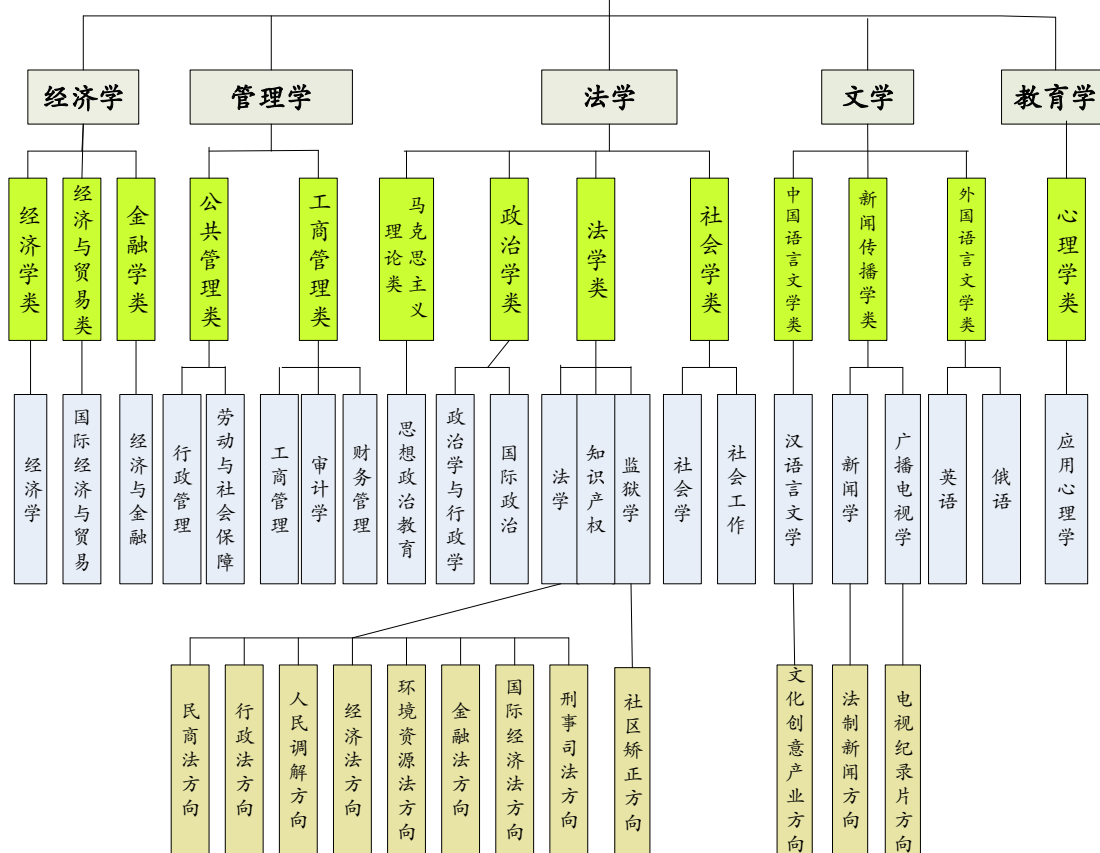 经济学
管理学
法学
文学
教育学
经济学类
经济与贸易类
金融学类
公共管理类
工商管理类
马克思主义
理论类
政治学类
法学类
社会学类
中国语言文学类
新闻传播学类
外国语言文学类
心理学类
经济学
国际经济与贸易
经济与金融
行政管理
劳动与社会保障
工商管理
审计学
财务管理
思想政治教育
政治学与行政学
国际政治
法学
知识产权
监狱学
社会学
社会工作
汉语言文学
新闻学
广播电视学
英语
俄语
应用心理学
民商法方向
行政法方向
人民调解方向
经济法方向
环境资源法方向
金融法方向
国际经济法方向
刑事司法方向
社区矫正方向
文化创意产业方向
法制新闻方向
电视纪录片方向